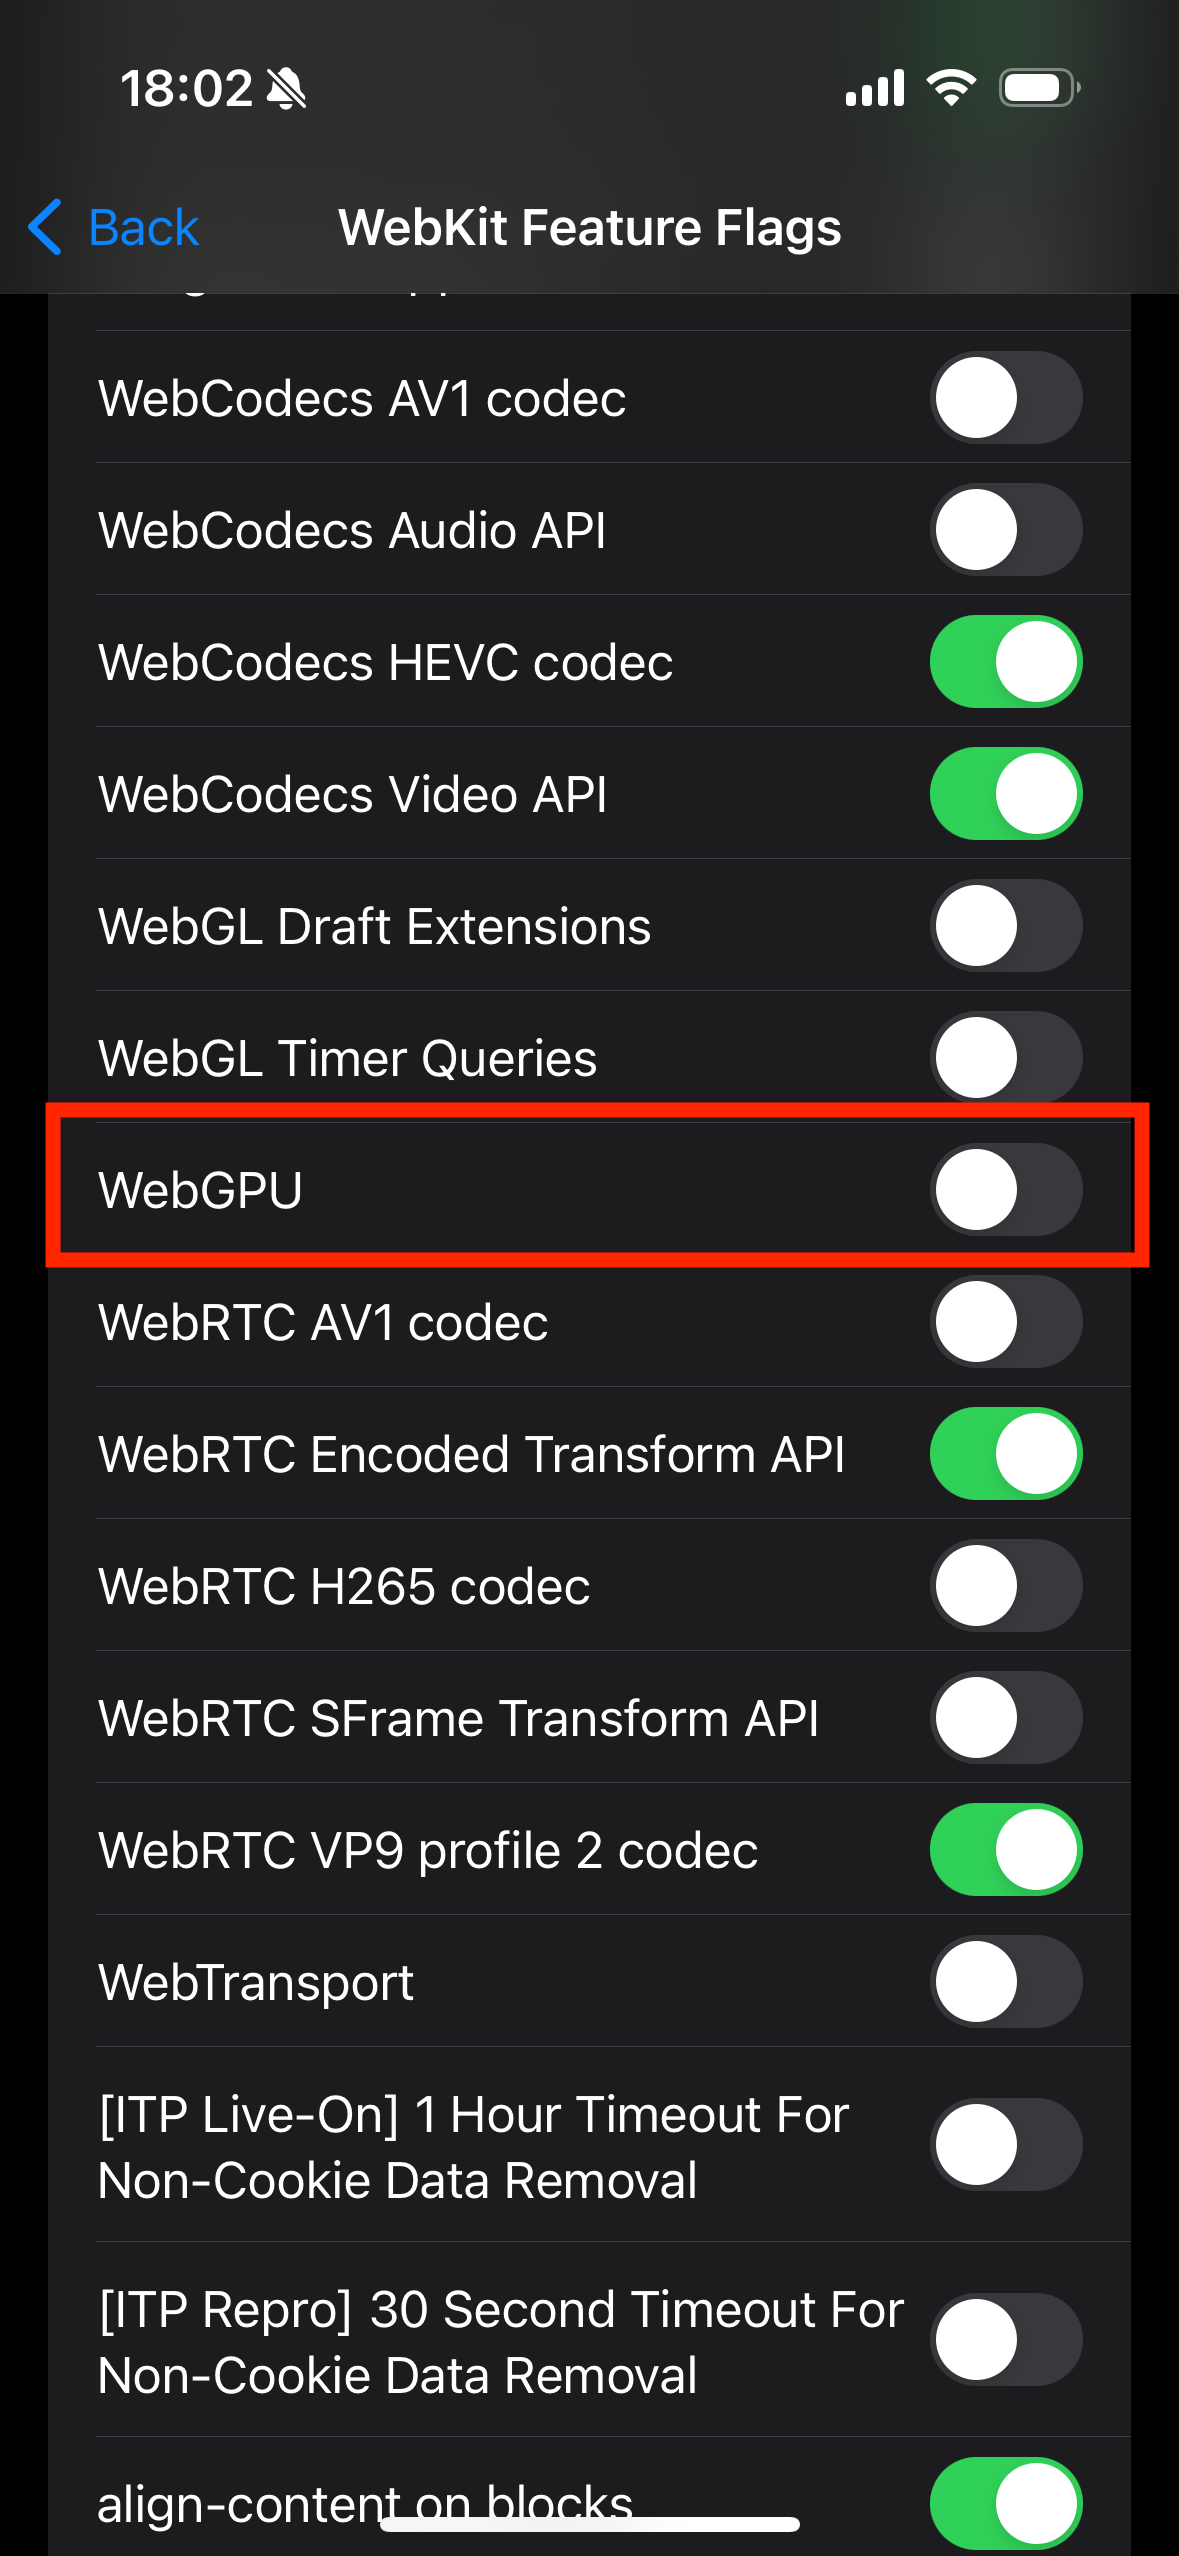 18:02
Back
WebKit Feature Flags
WebCodecs AV1 codec
WebCodecs Audio API
WebCodecs HEVC codec
WebCodecs Video API
WebGL Draft Extensions
WebGL Timer Queries
WebGPU
WebRTC AV1 codec
WebRTC Encoded Transform API
WebRTC H265 codec
WebRTC SFrame Transform API
WebRTC VP9 profile 2 codec
WebTransport
[ITP Live-On] 1 Hour Timeout For
Non-Cookie Data Removal
[ITP Repro] 30 Second Timeout For
Non-Cookie Data Removal
align-content on blocks